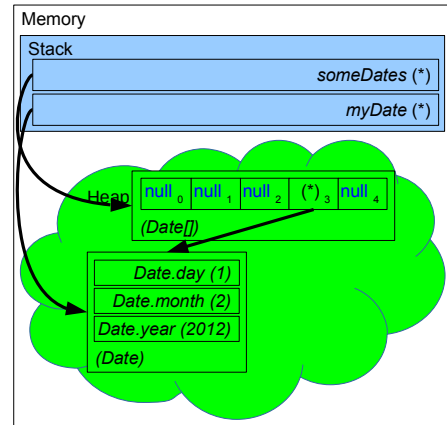 Memory
Stack
someDates (*)
myDate (*)
Heap
null 0 null 1 null 2 (*) 3 null 4
(Date[])
Date.day (1)
Date.month (2)
Date.year (2012)
(Date)